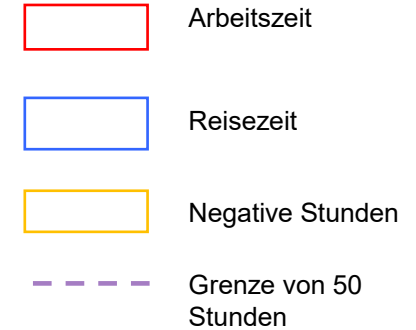 Arbeitszeit
Reisezeit
Negative Stunden
Grenze von 50
Stunden